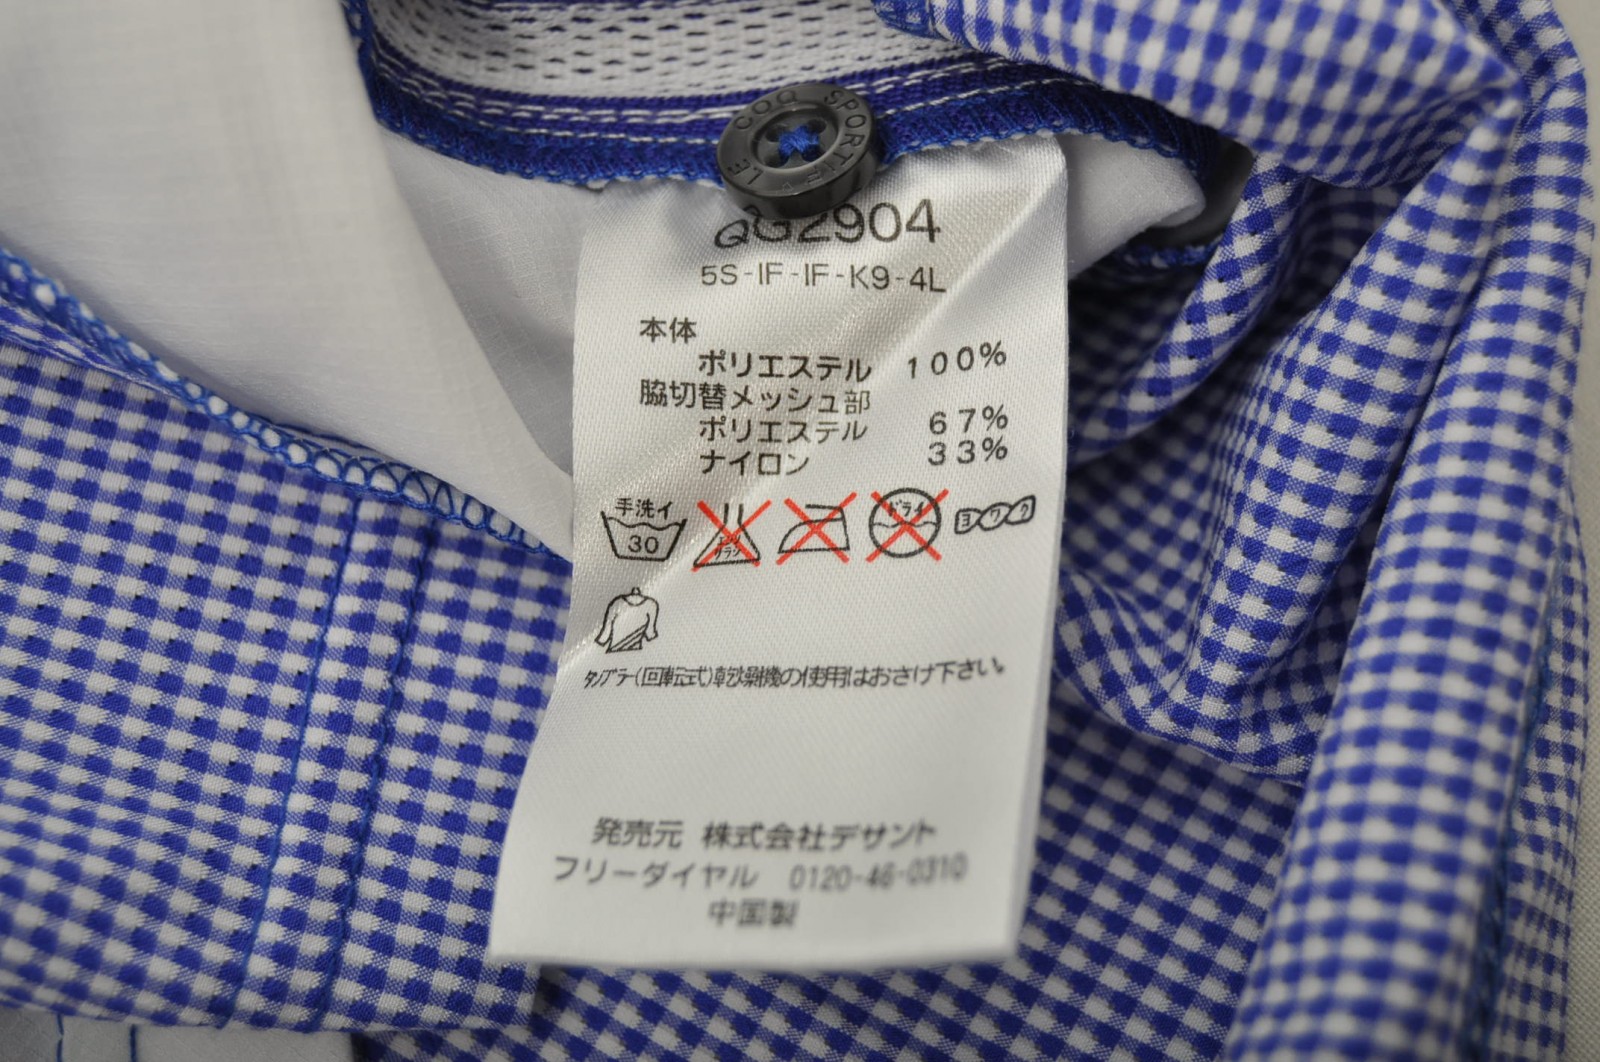 LE COQ SPORTIF
QG2904
5S-IF-IF-K9-4L
本体
ポリエステル 100%
脇切替メッシュ部
ポリエステル 67%
ナイロン 33%
手洗イ
30
エンソ
サラシ
ドライ
ヨワク
タンブラー(回転式)乾燥機の使用はおさけ下さい。
発売元 株式会社デサント
フリーダイヤル 0120-46-0310
中国製